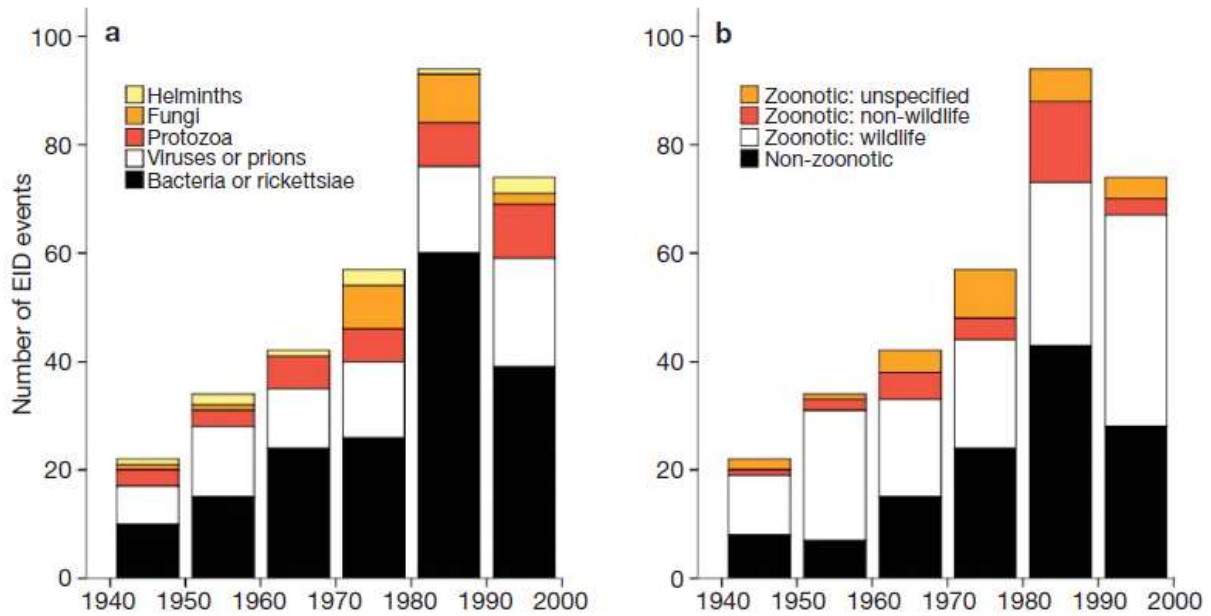 a
Helminths
Fungi
Protozoa
Viruses or prions
Bacteria or rickettsiae
Number of EID events
100
80
60
40
20
0
1940 1950 1960 1970 1980 1990 2000
b
Zoonotic: unspecified
Zoonotic: non-wildlife
Zoonotic: wildlife
Non-zoonotic
100
80
60
40
20
0
1940 1950 1960 1970 1980 1990 2000